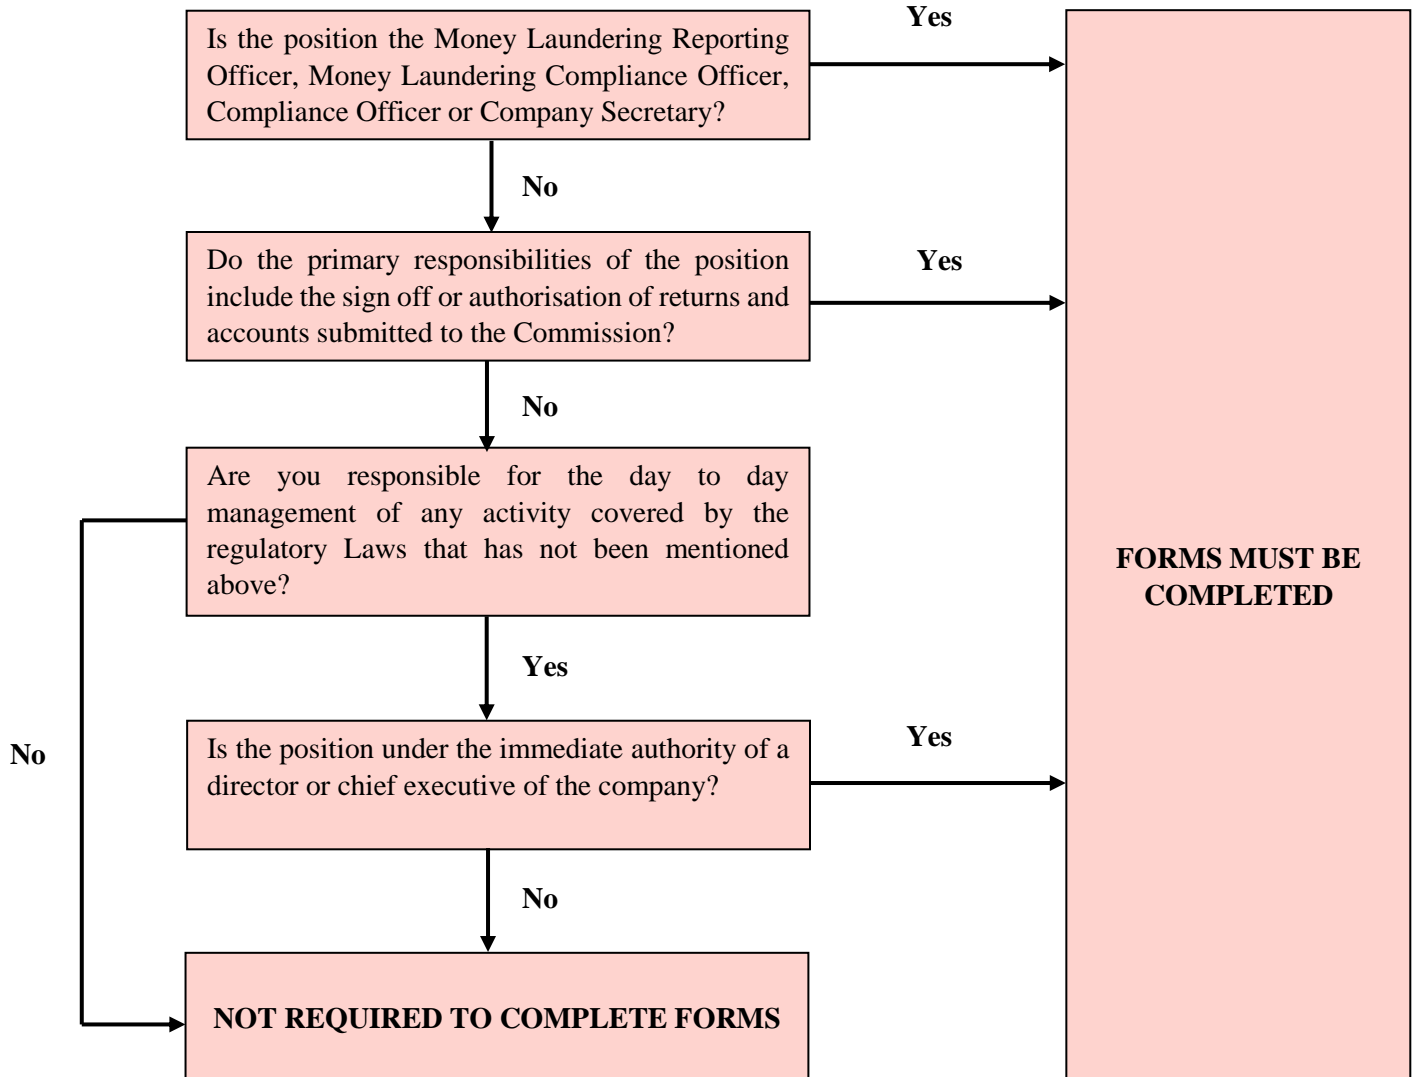 Yes
Is the position the Money Laundering Reporting
Officer, Money Laundering Compliance Officer,
Compliance Officer or Company Secretary?
No
Do the primary responsibilities of the position
include the sign off or authorisation of returns and
accounts submitted to the Commission?
Yes
No
Are you responsible for the day to day
management of any activity covered by the
regulatory Laws that has not been mentioned
above?
FORMS MUST BE
COMPLETED
Yes
No
Is the position under the immediate authority of a
director or chief executive of the company?
Yes
No
NOT REQUIRED TO COMPLETE FORMS